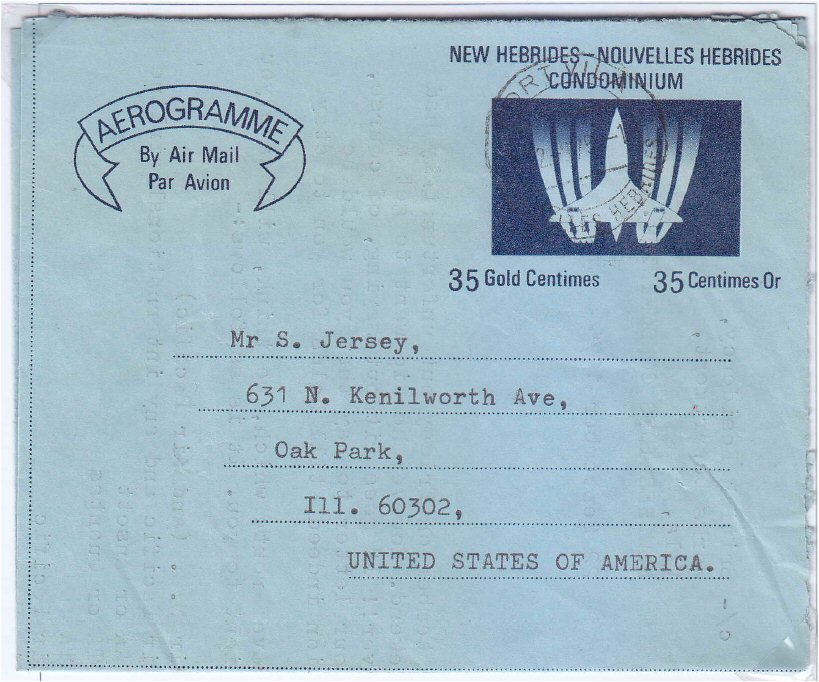 NEW HEBRIDES-NOUVELLES HEBRIDES
CONDOMINIUM
AEROGRAMME
By Air Mail
Par Avion
HEBRIDES
35 Gold Centimes
35 Centimes Or
Mr S. Jersey,
631 N. Kenilworth Ave,
Oak Park,
Ill. 60302,
UNITED STATES OF AMERICA.